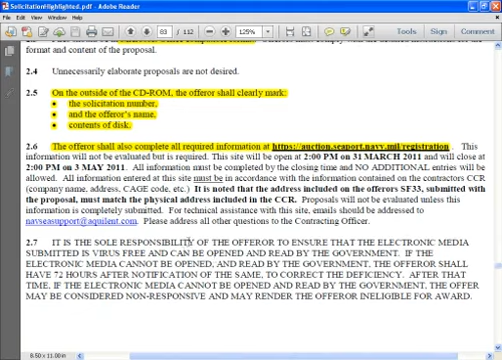 SolicitationHighlighted.pdf - Adobe Reader
File Edit View Window Help
83 / 112 125% Tools Sign Comment
format and content of the proposal.
2.4 Unnecessarily elaborate proposals are not desired.
2.5 On the outside of the CD-ROM, the offeror shall clearly mark:
• the solicitation number,
• and the offeror's name,
• contents of disk.
2.6 The offeror shall also complete all required information at https://auction.seaport.navy.mil/registration . This
information will not be evaluated but is required. This site will be open at 2:00 PM on 31 MARCH 2011 and will close at
2:00 PM on 3 MAY 2011. All information must be completed by the closing time and NO ADDITIONAL entries will be
allowed. All information entered at this site must be in accordance with the information contained on the contractors CCR
(company name, address, CAGE code, etc.) It is noted that the address included on the offerors SF33, submitted with
the proposal, must match the physical address included in the CCR. Proposals will not be evaluated unless this
information is completely submitted. For technical assistance with this site, emails should be addressed to
navseasupport@aquilent.com. Please address all other questions to the Contracting Officer.
2.7 IT IS THE SOLE RESPONSIBILITY OF THE OFFEROR TO ENSURE THAT THE ELECTRONIC MEDIA
SUBMITTED IS VIRUS FREE AND CAN BE OPENED AND READ BY THE GOVERNMENT. IF THE
ELECTRONIC MEDIA CANNOT BE OPENED, AND READ BY THE GOVERNMENT, THE OFFEROR SHALL
HAVE 72 HOURS AFTER NOTIFICATION OF THE SAME, TO CORRECT THE DEFICIENCY. AFTER THAT
TIME, IF THE ELECTRONIC MEDIA CANNOT BE OPENED AND READ BY THE GOVERNMENT, THE OFFER
MAY BE CONSIDERED NON-RESPONSIVE AND MAY RENDER THE OFFEROR INELIGIBLE FOR AWARD.
8.50 x 11.00 in